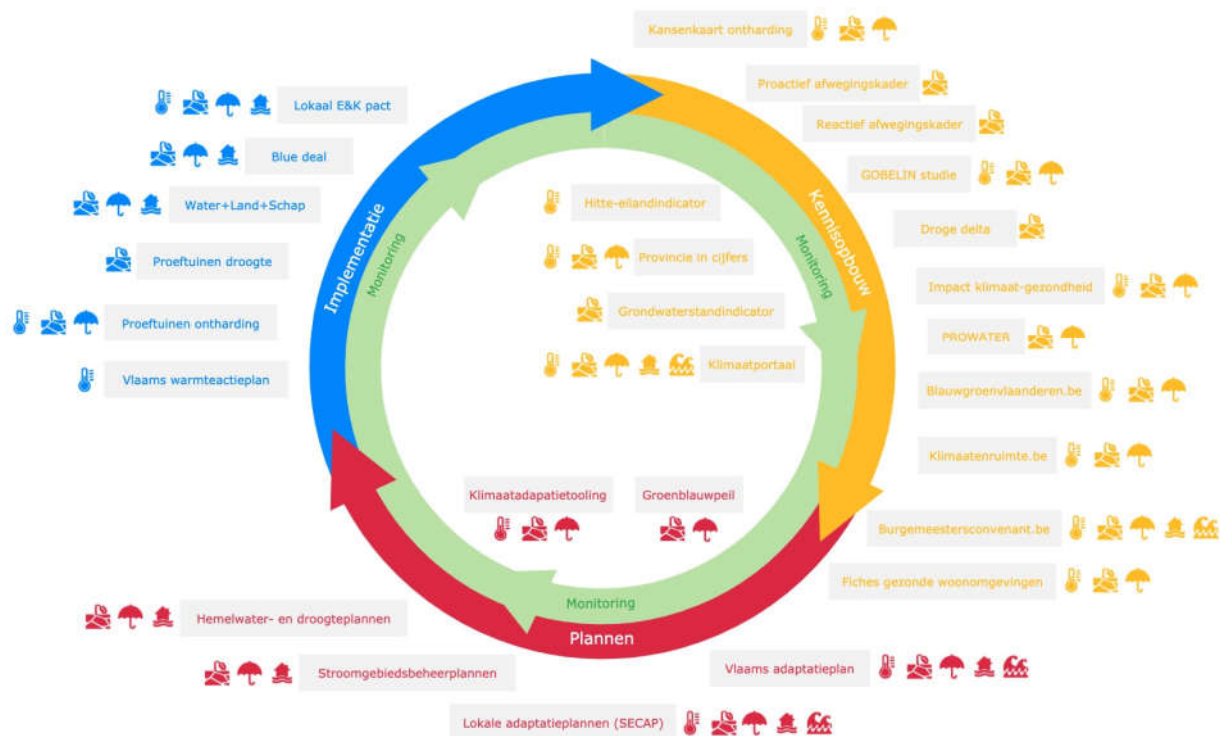 Kansenkaart ontharding
Proactief afwegingskader
Lokaal E&K pact
Reactief afwegingskader
Blue deal
GOBELIN studie
Water+Land+Schap
Hitte-eilandindicator
Droge delta
Implementatie
Monitoring
Kennisopbouw
Monitoring
Proeftuinen droogte
Provincie in cijfers
Impact klimaat-gezondheid
Grondwaterstandindicator
Proeftuinen ontharding
PROWATER
Klimaatportaal
Vlaams warmteactieplan
Blauwgroenvlaanderen.be
Klimaatenruimte.be
Klimaatadapatietooling
Groenblauwpeil
Burgemeestersconvenant.be
Fiches gezonde woonomgevingen
Monitoring
Hemelwater- en droogteplannen
Plannen
Stroomgebiedsbeheerplannen
Vlaams adaptatieplan
Lokale adaptatieplannen (SECAP)